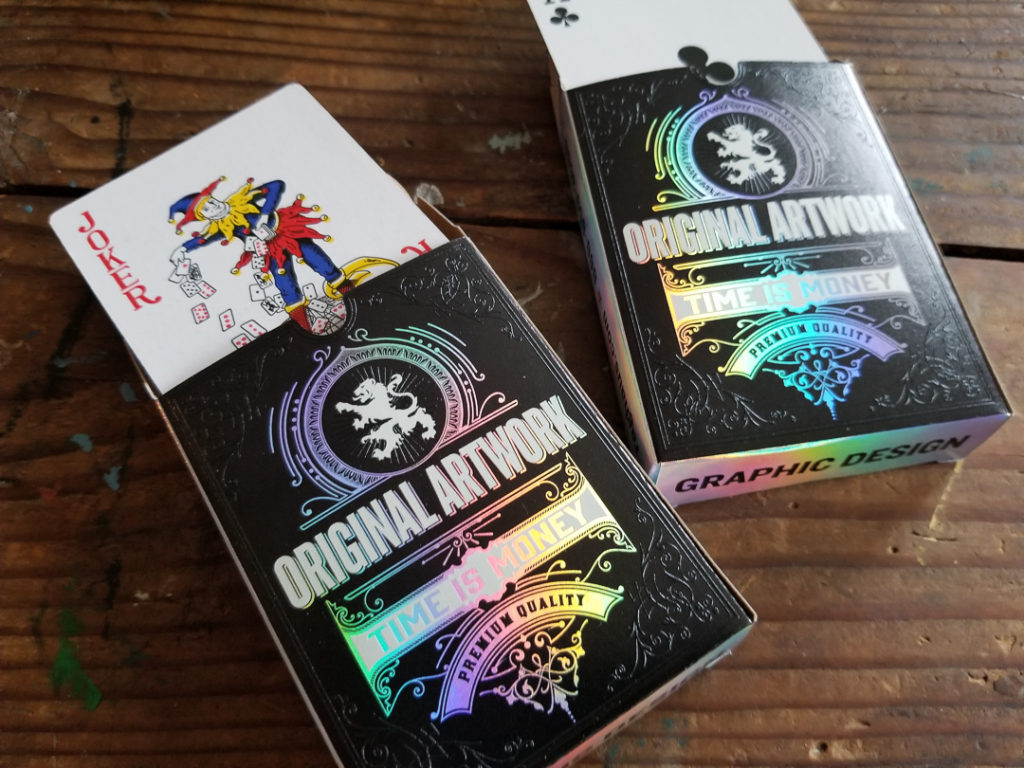 JOKER
ORIGINAL ARTWORK
TIME IS MONEY
PREMIUM QUALITY
ORIGINAL ARTWORK
TIME IS MONEY
PREMIUM QUALITY
GRAPHIC DESIGN